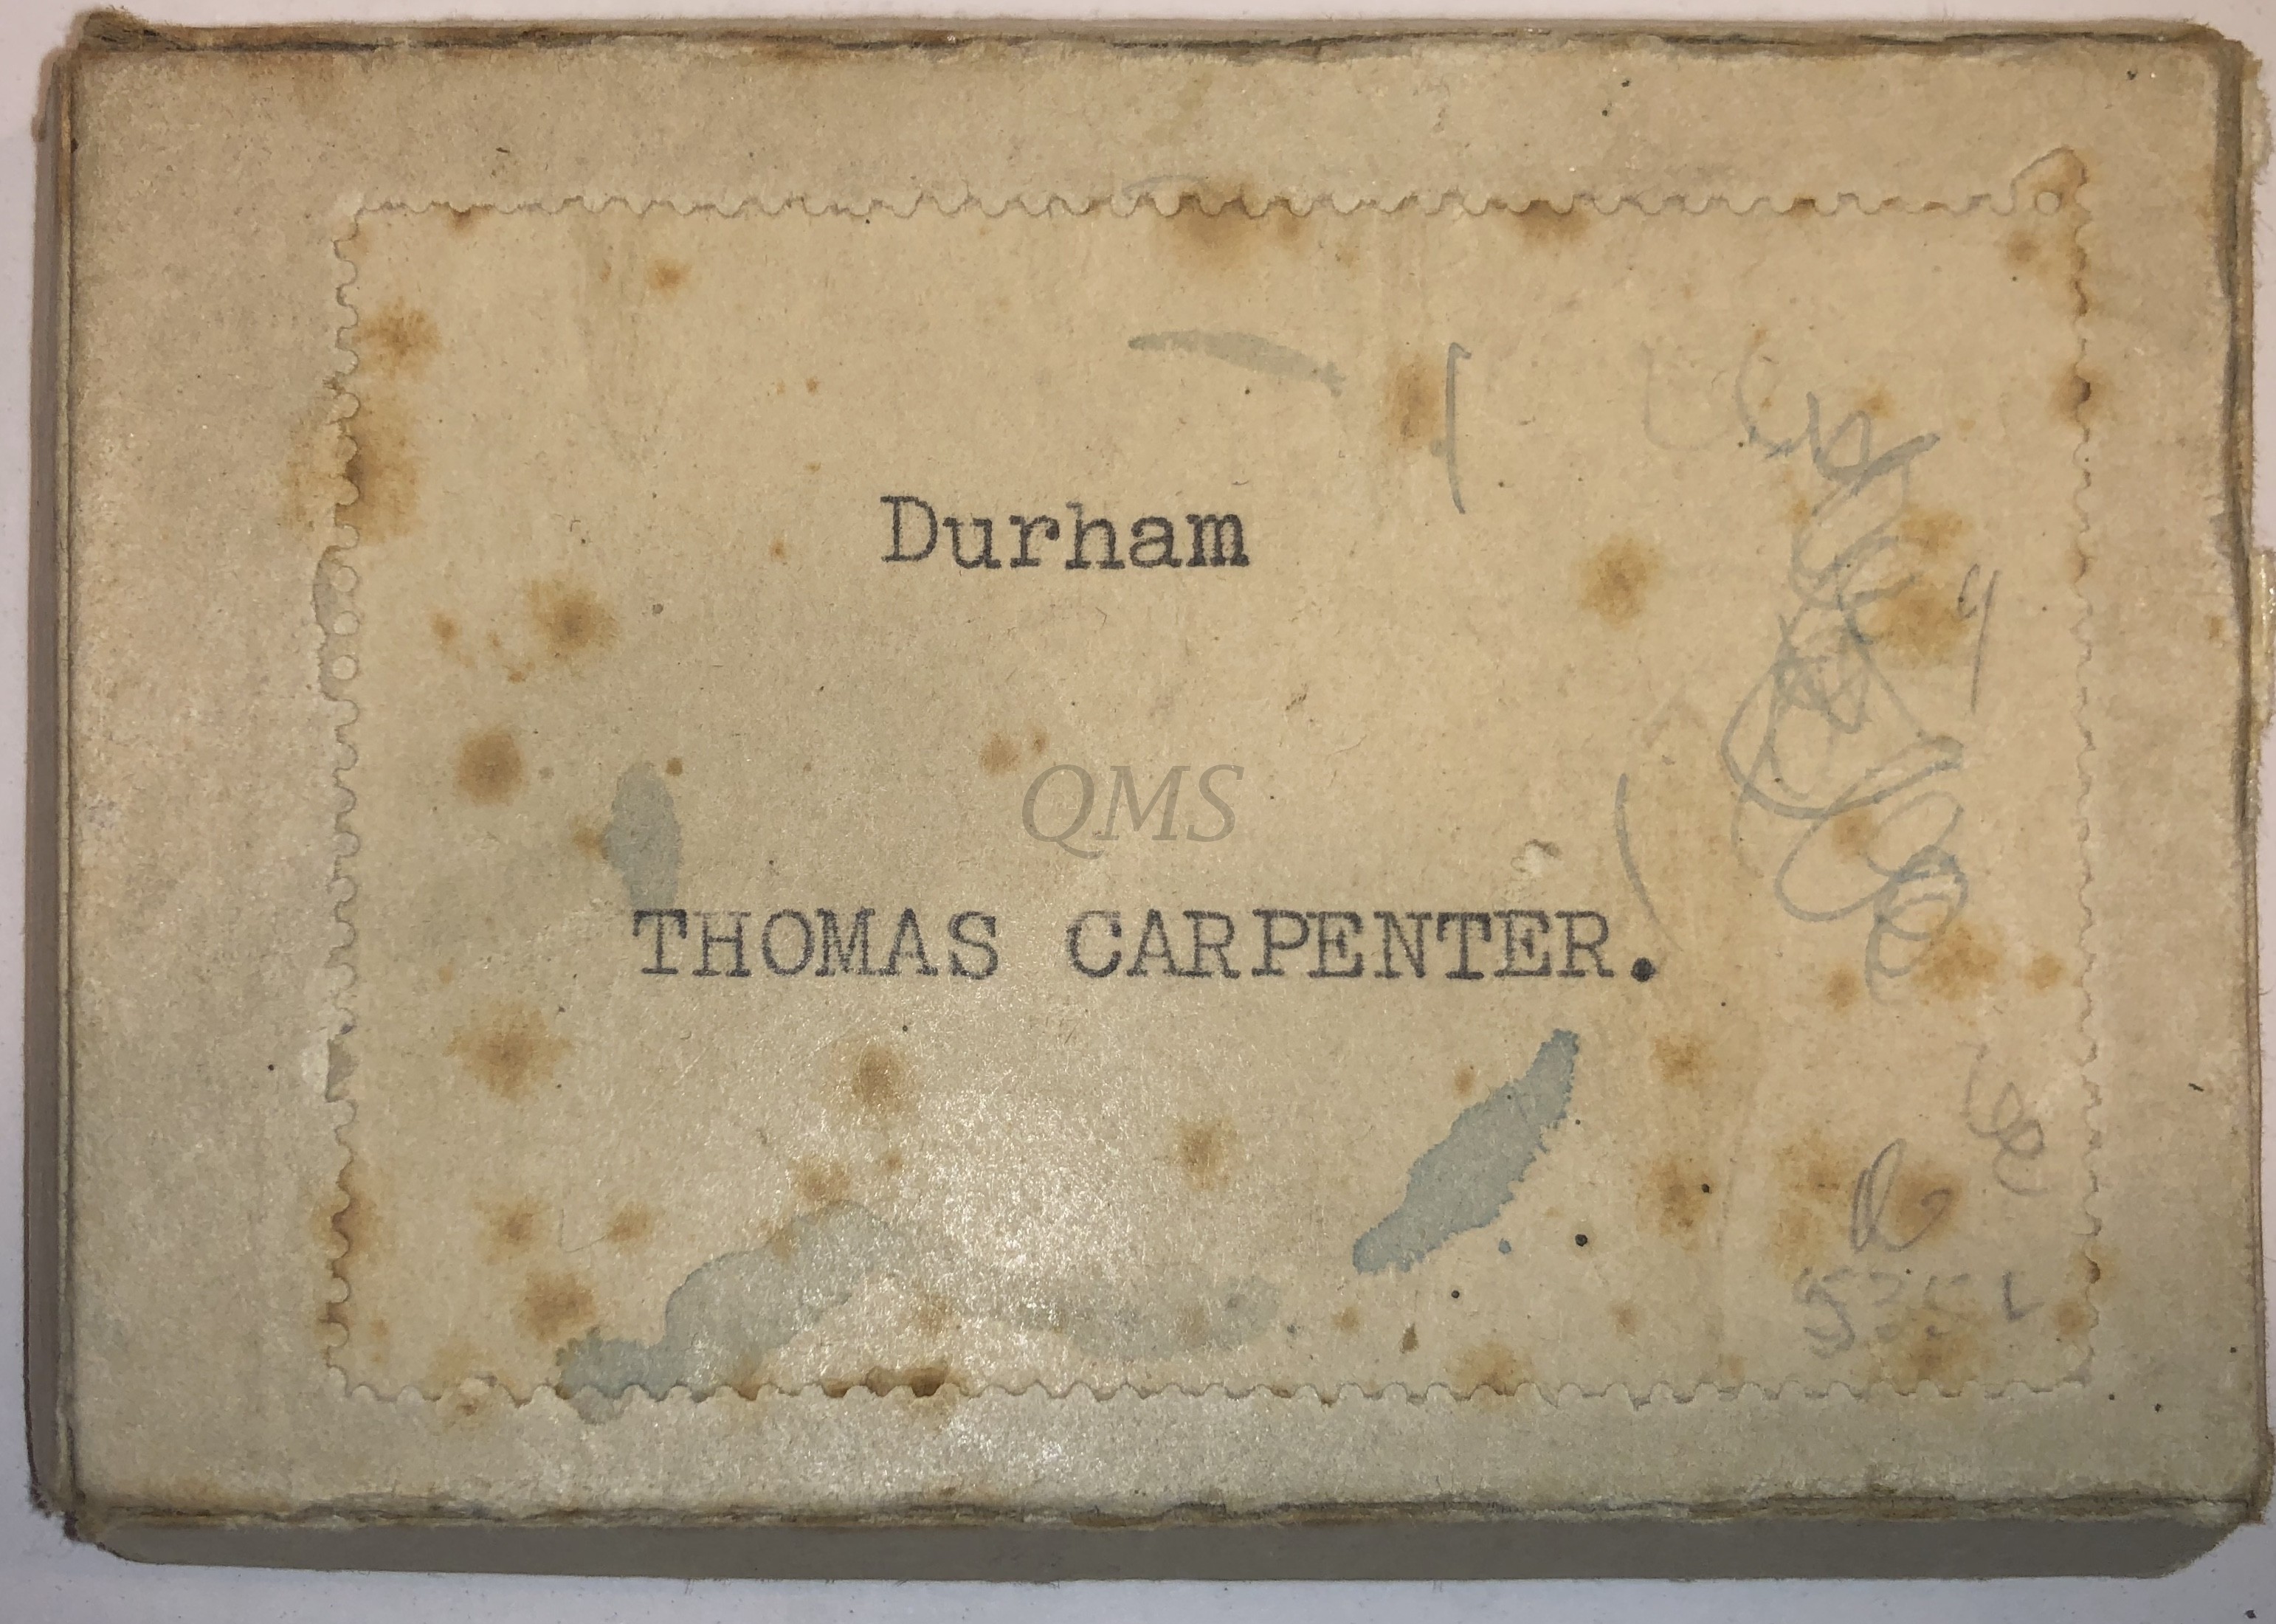 Durham
QMS
THOMAS CARPENTER.